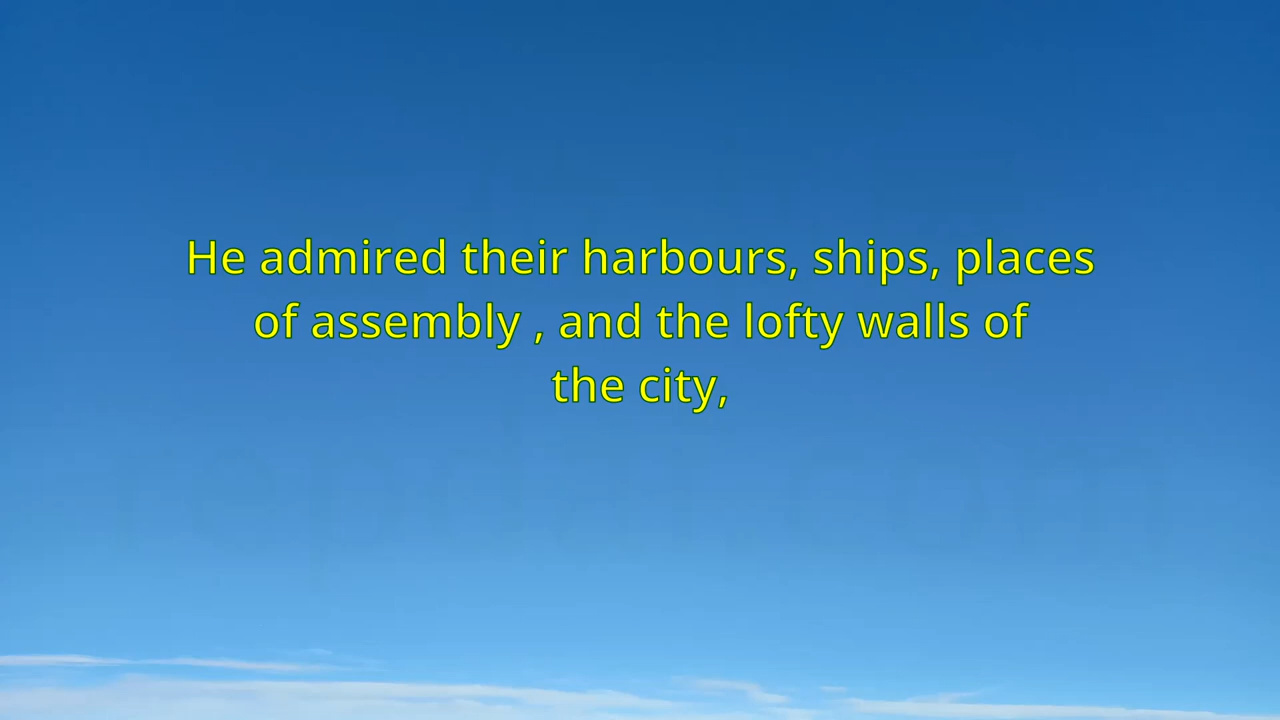 He admired their harbours, ships, places
of assembly , and the lofty walls of
the city,